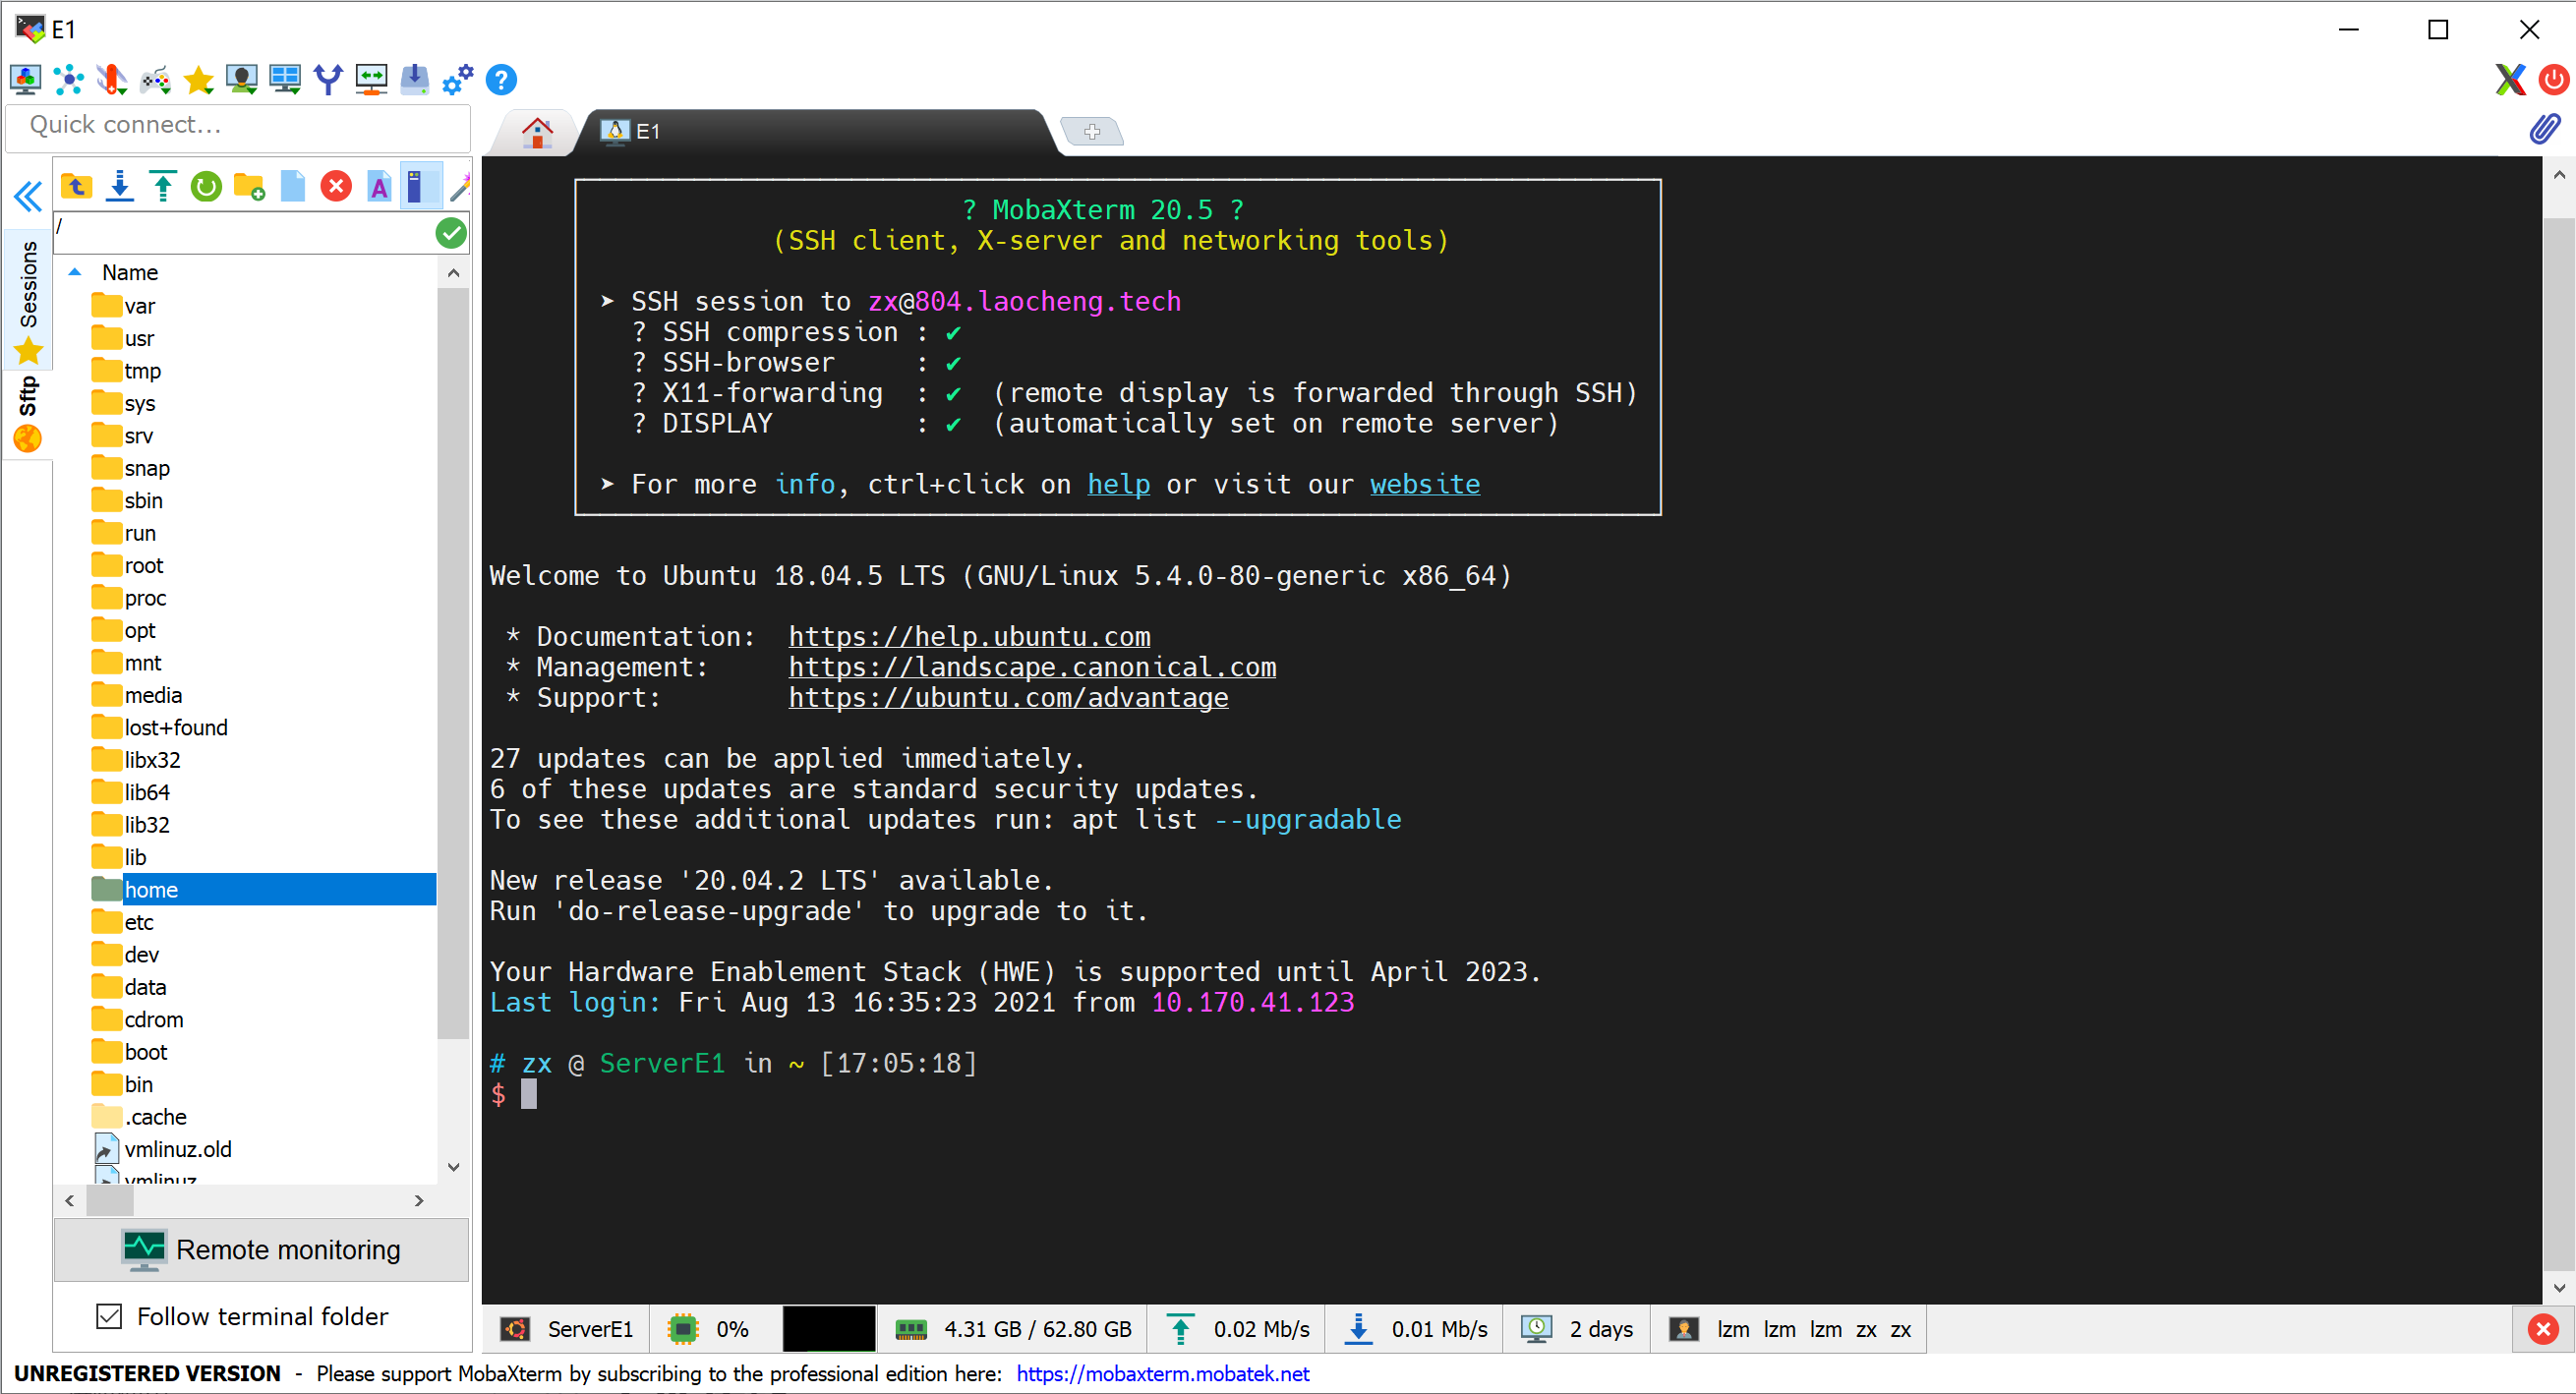 E1
Quick connect...
E1
/
Sessions
Sftp
Name
var
usr
tmp
sys
srv
snap
sbin
run
root
proc
opt
mnt
media
lost+found
libx32
lib64
lib32
lib
home
etc
dev
data
cdrom
boot
bin
.cache
vmlinuz.old
vmlinuz
Remote monitoring
Follow terminal folder
? MobaXterm 20.5 ?
(SSH client, X-server and networking tools)
➤ SSH session to zx@804.laocheng.tech
? SSH compression : ✔
? SSH-browser     : ✔
? X11-forwarding  : ✔  (remote display is forwarded through SSH)
? DISPLAY         : ✔  (automatically set on remote server)
➤ For more info, ctrl+click on help or visit our website
Welcome to Ubuntu 18.04.5 LTS (GNU/Linux 5.4.0-80-generic x86_64)
* Documentation:  https://help.ubuntu.com
* Management:     https://landscape.canonical.com
* Support:        https://ubuntu.com/advantage
27 updates can be applied immediately.
6 of these updates are standard security updates.
To see these additional updates run: apt list --upgradable
New release '20.04.2 LTS' available.
Run 'do-release-upgrade' to upgrade to it.
Your Hardware Enablement Stack (HWE) is supported until April 2023.
Last login: Fri Aug 13 16:35:23 2021 from 10.170.41.123
# zx @ ServerE1 in ~ [17:05:18]
$
ServerE1 0% 4.31 GB / 62.80 GB 0.02 Mb/s 0.01 Mb/s 2 days lzm lzm lzm zx zx
UNREGISTERED VERSION - Please support MobaXterm by subscribing to the professional edition here: https://mobaxterm.mobatek.net